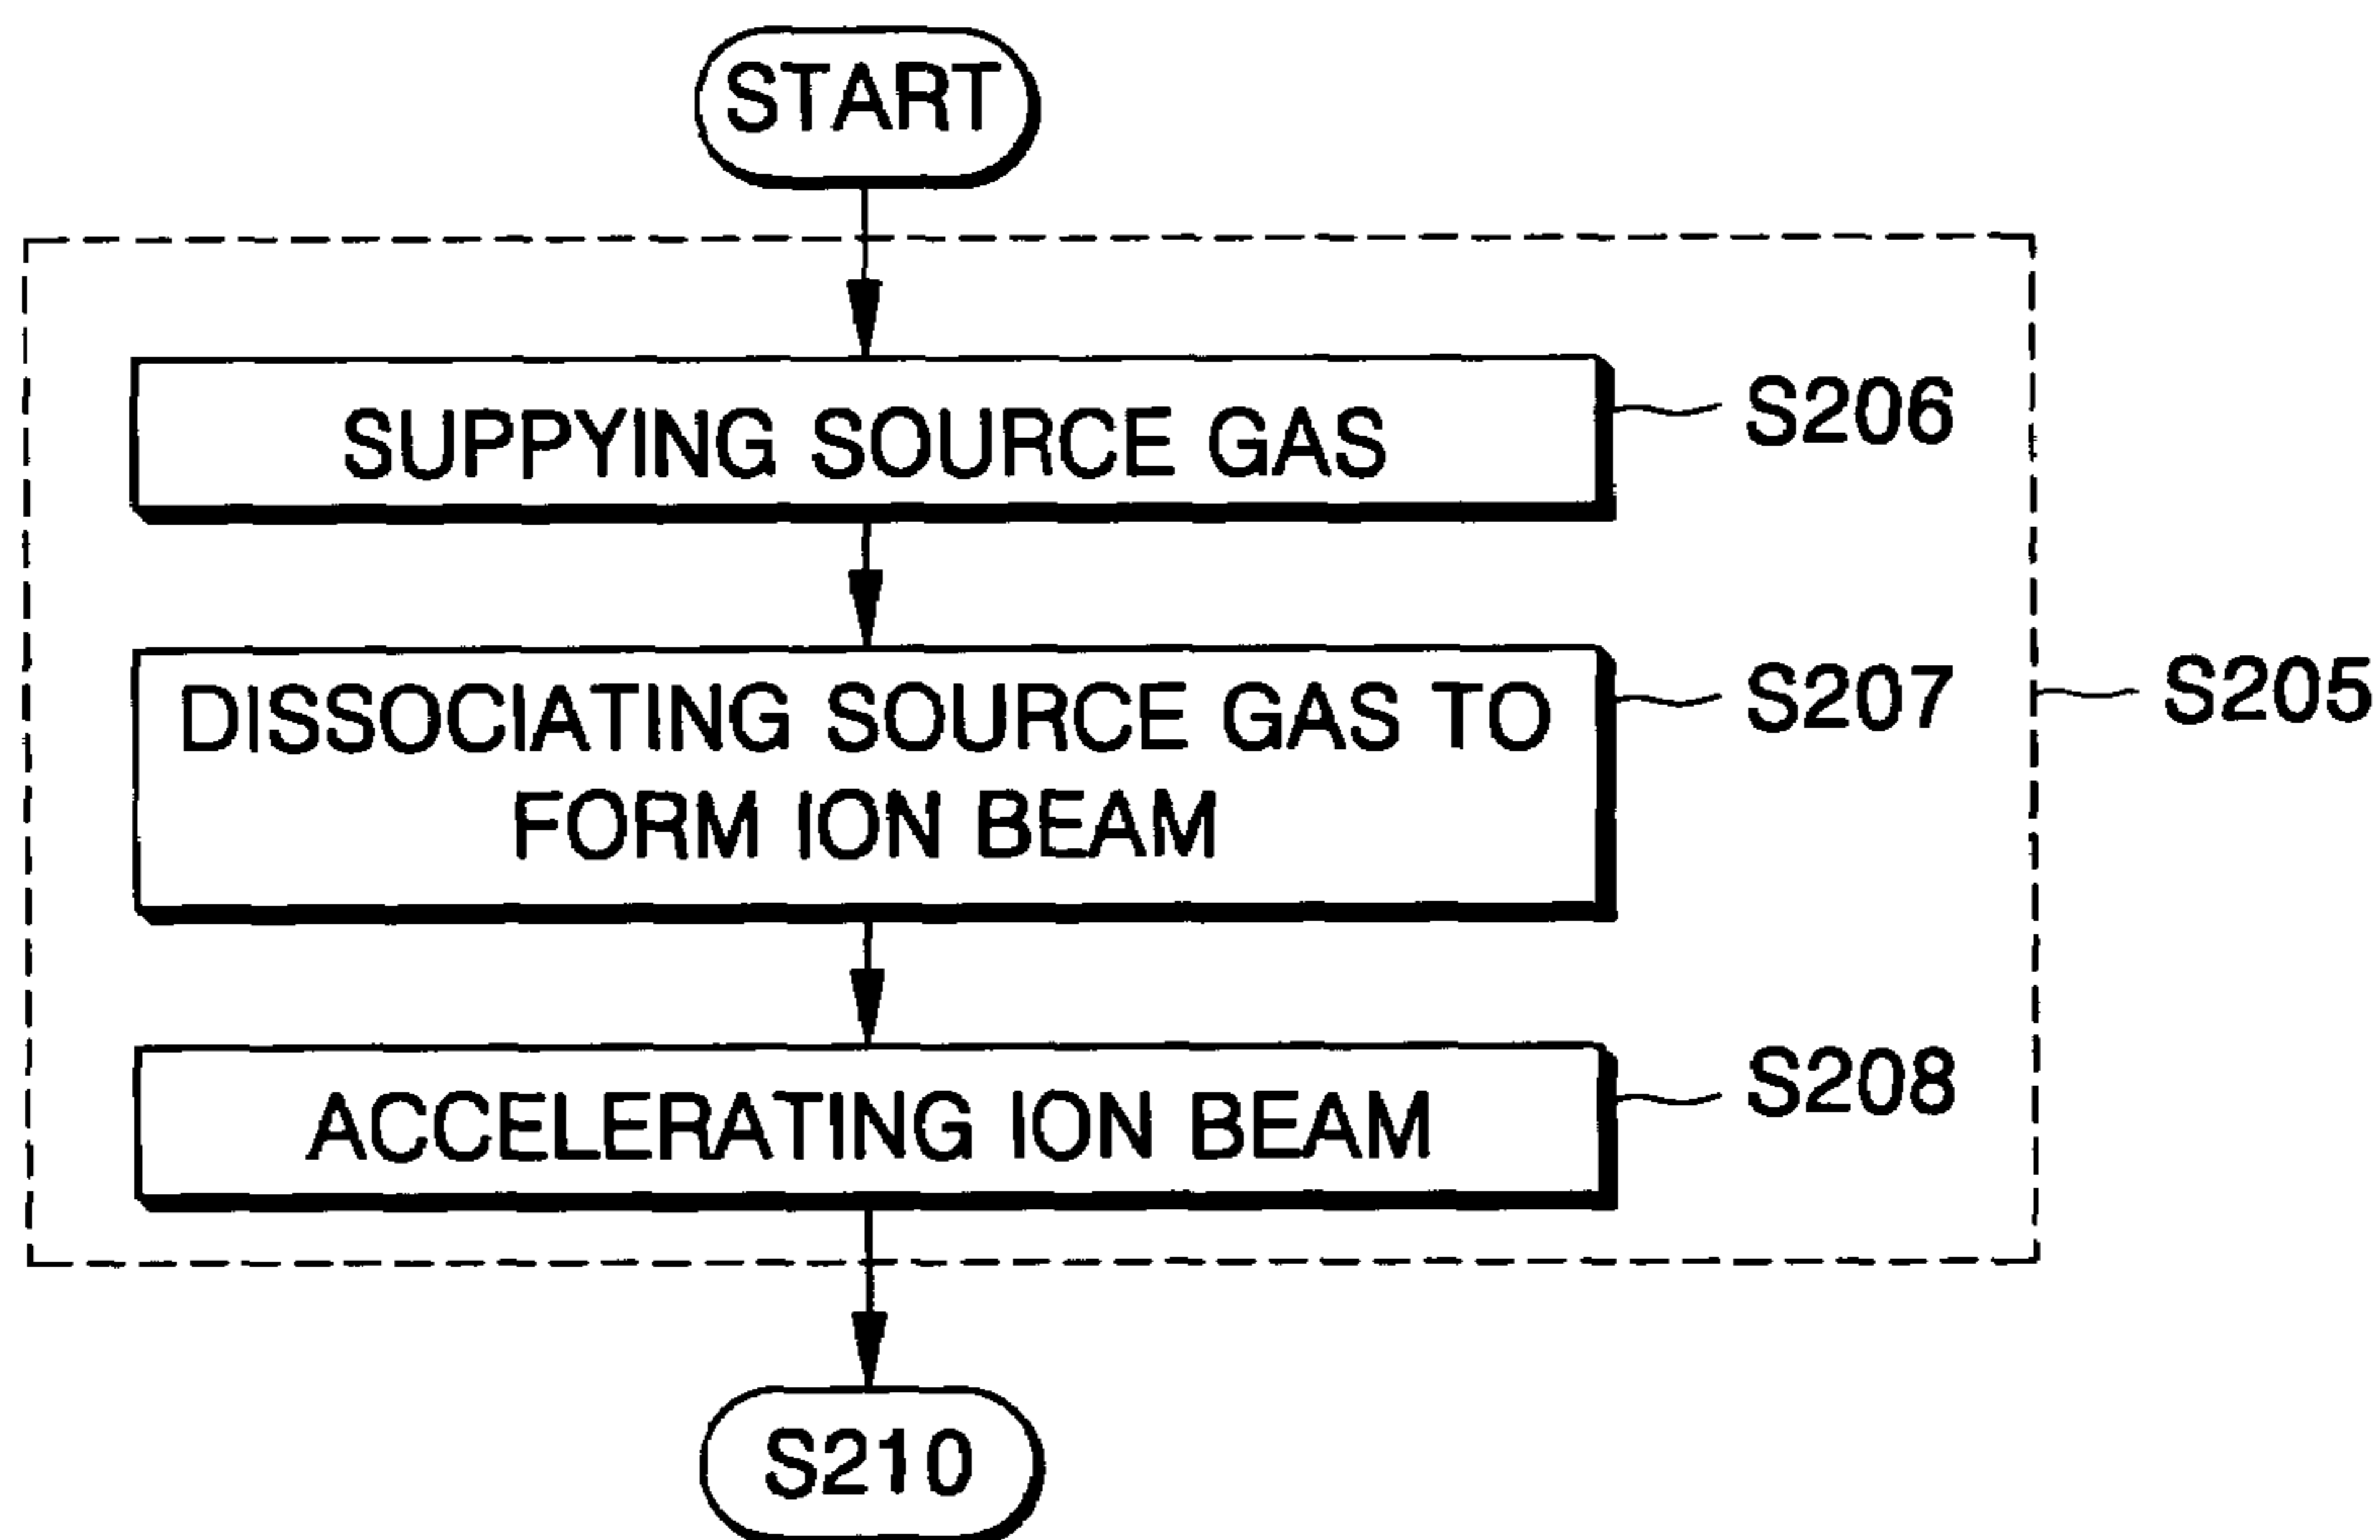 START
SUPPYING SOURCE GAS
S206
DISSOCIATING SOURCE GAS TO
FORM ION BEAM
S207
S205
ACCELERATING ION BEAM
S208
S210